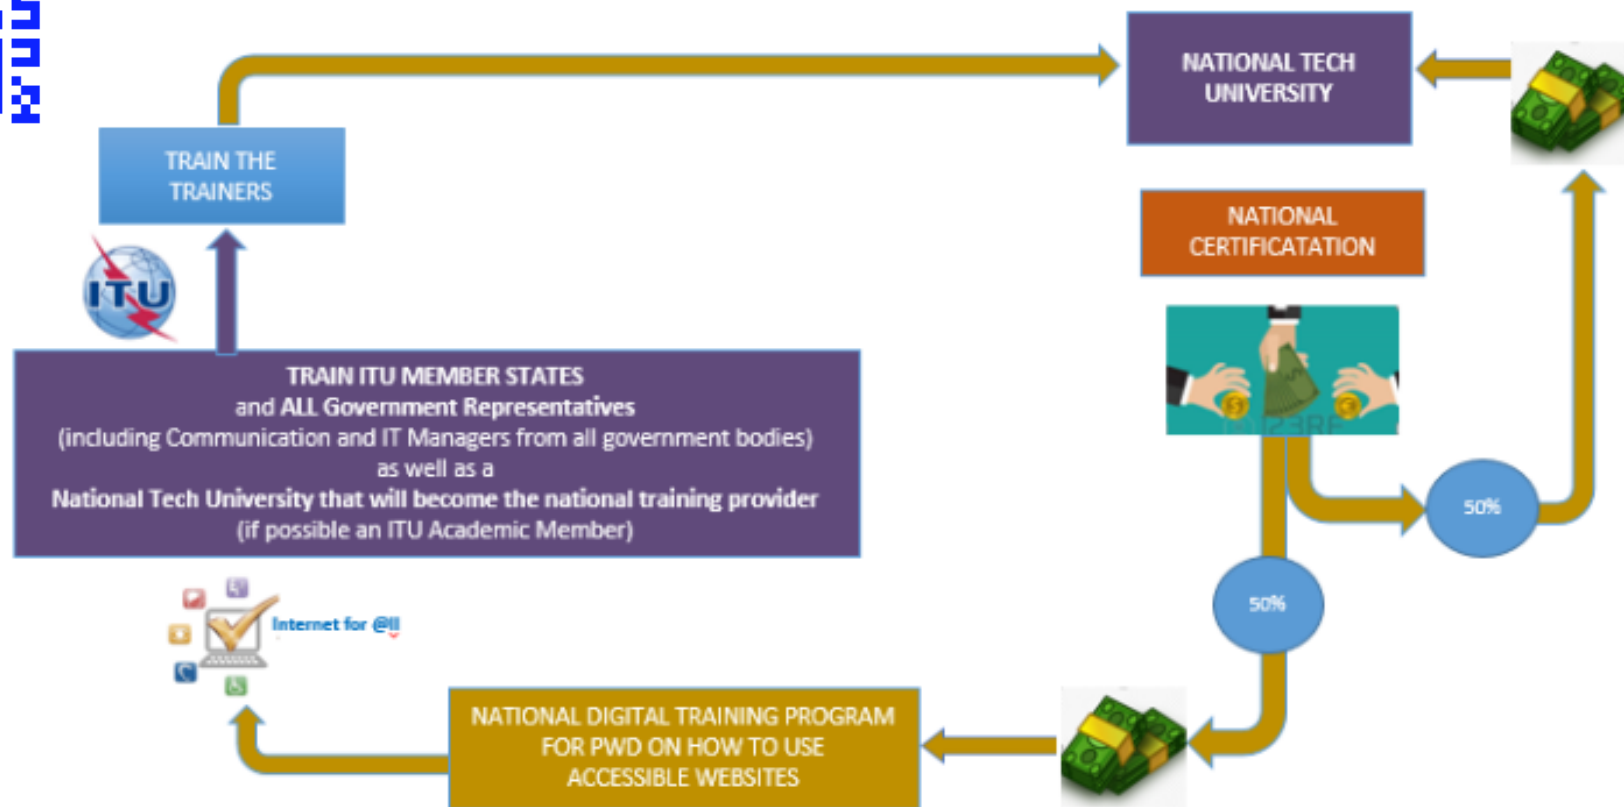 NATIONAL TECH
UNIVERSITY
TRAIN THE
TRAINERS
NATIONAL
CERTIFICATATION
ITU
TRAIN ITU MEMBER STATES
and ALL Government Representatives
(including Communication and IT Managers from all government bodies)
as well as a
National Tech University that will become the national training provider
(if possible an ITU Academic Member)
123RF
50%
50%
Internet for @ll
NATIONAL DIGITAL TRAINING PROGRAM
FOR PWD ON HOW TO USE
ACCESSIBLE WEBSITES